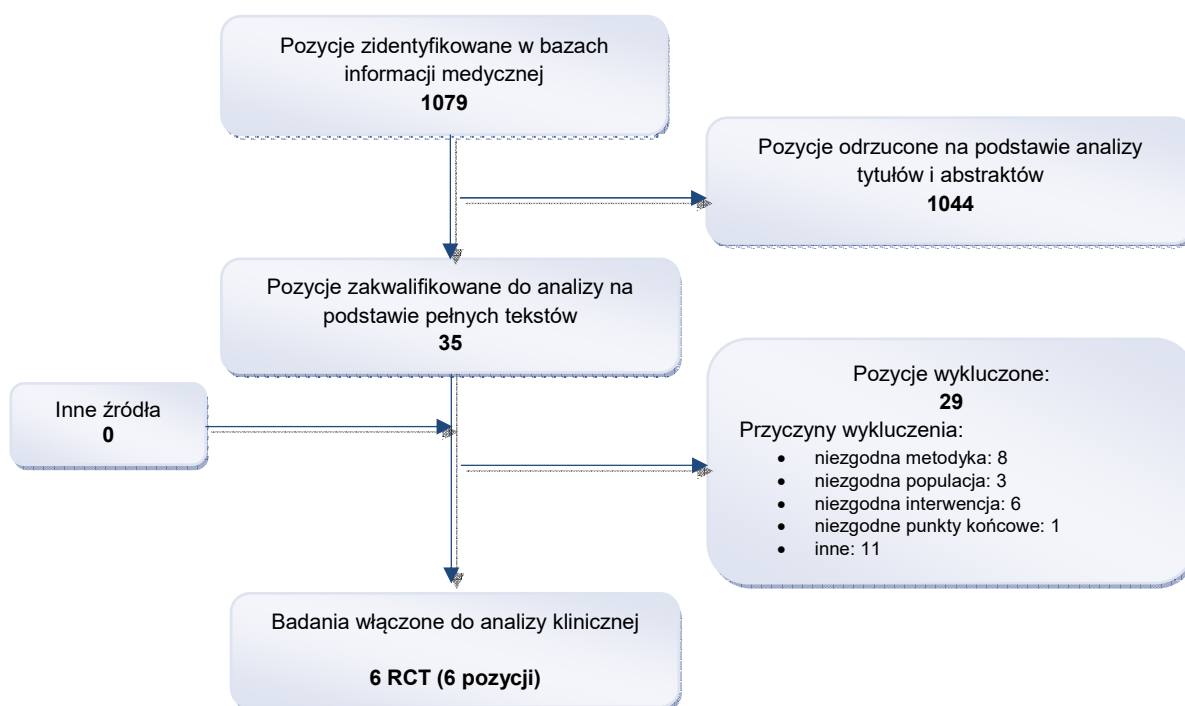 Pozycje zidentyfikowane w bazach
informacji medycznej
1079
Pozycje odrzucone na podstawie analizy
tytułów i abstraktów
1044
Pozycje zakwalifikowane do analizy na
podstawie pełnych tekstów
35
Inne źródła
0
Pozycje wykluczone:
29
Przyczyny wykluczenia:
• niezgodna metodyka: 8
• niezgodna populacja: 3
• niezgodna interwencja: 6
• niezgodne punkty końcowe: 1
• inne: 11
Badania włączone do analizy klinicznej
6 RCT (6 pozycji)